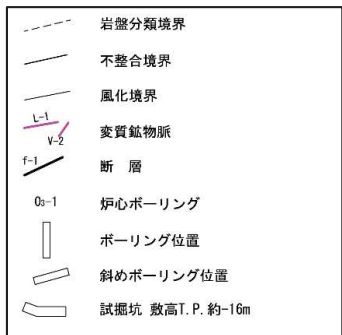 岩盤分類境界
不整合境界
風化境界
L-1
V-2
変質鉱物脈
f-1
断 層
O₃-1 炉心ボーリング
ボーリング位置
斜めボーリング位置
試掘坑 敷高T.P.約-16m